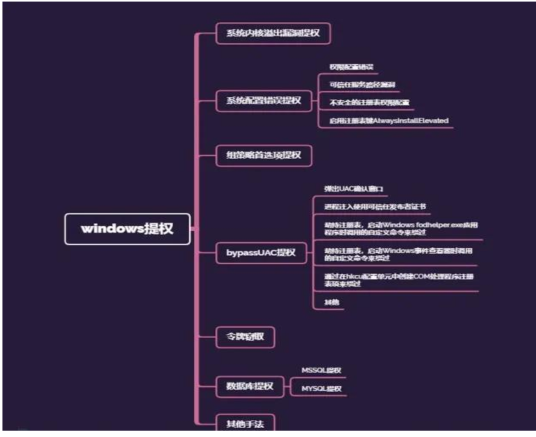 系统内核溢出漏洞提权
权限配置错误
可信任服务路径漏洞
系统配置错误提权
不安全的注册表权限配置
启用注册表键AlwaysInstallElevated
组策略首选项提权
弹出UAC确认窗口
进程注入使用可信任发布者证书
windows提权
劫持注册表，启动Windows fodhelper.exe应用
程序时调用的自定义命令来绕过
bypassUAC提权
劫持注册表，启动Windows事件查看器时调用
的自定义命令来绕过
通过在hkcu配置单元中创建COM处理程序注册
表项来绕过
其他
令牌窃取
MSSQL提权
数据库提权
MYSQL提权
其他手法